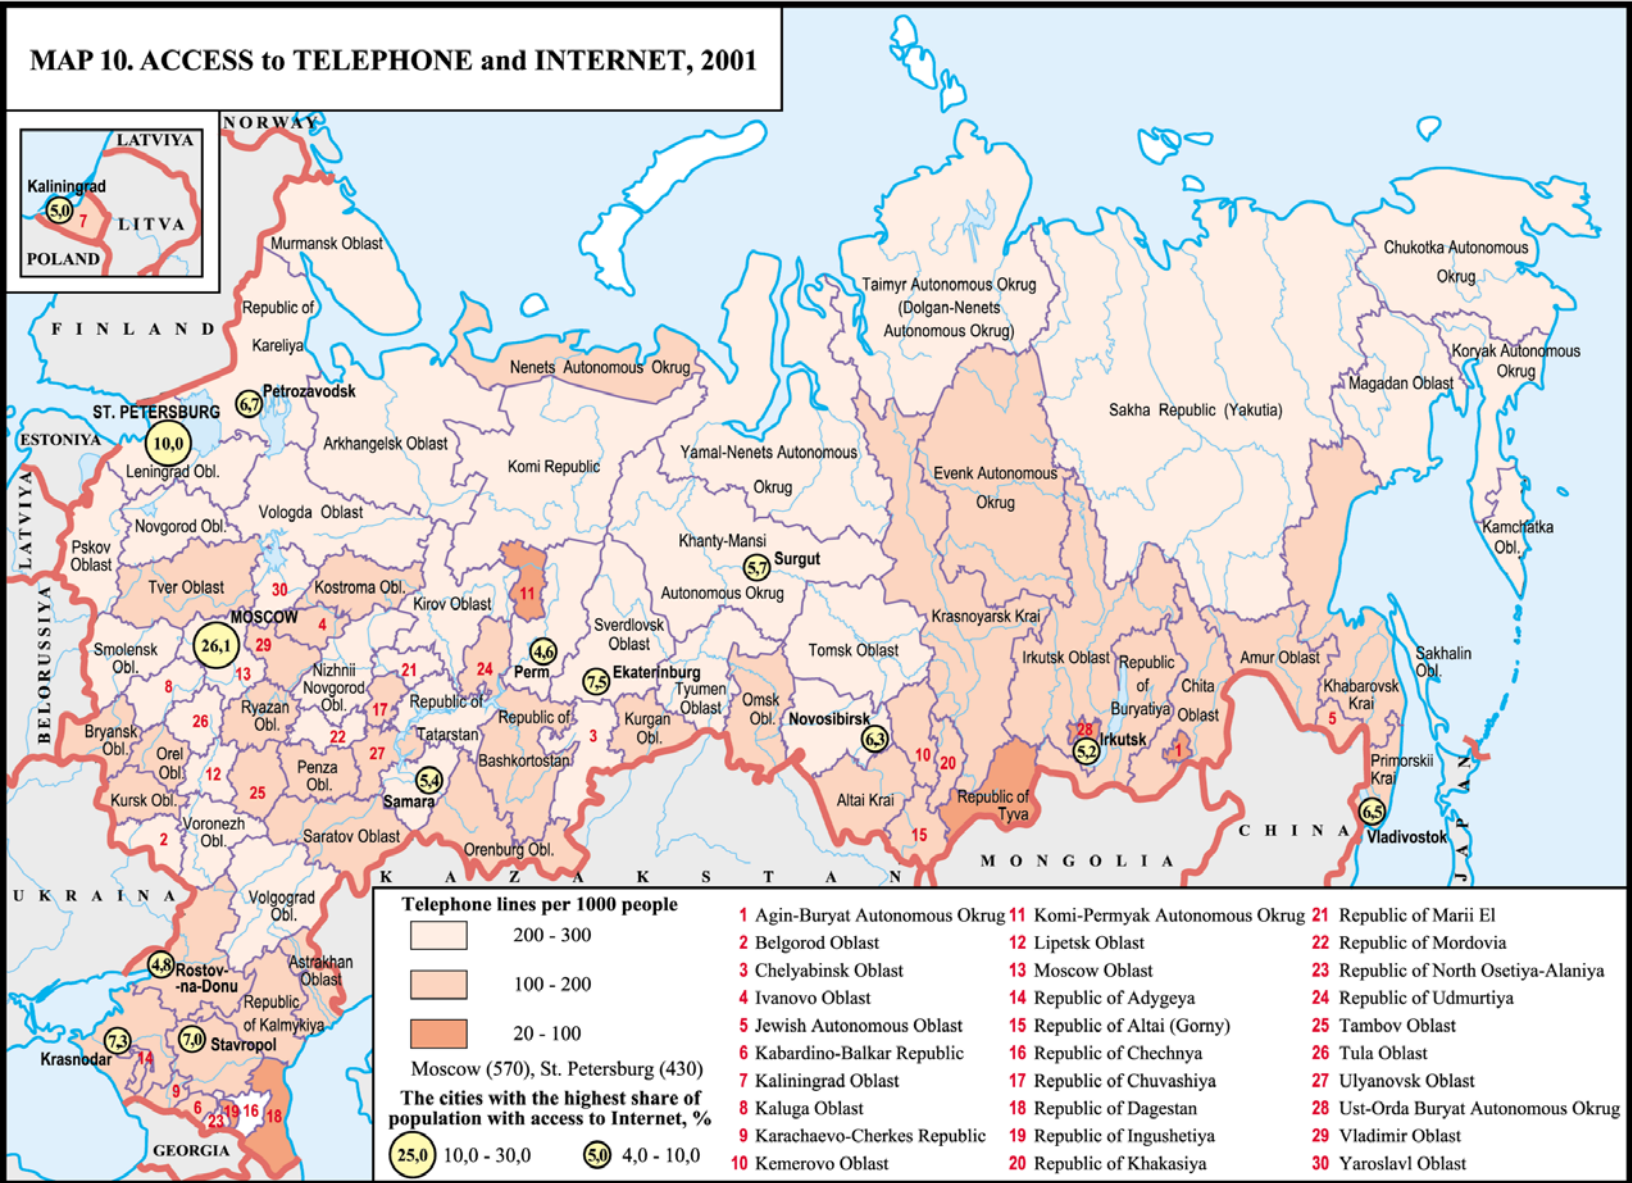 MAP 10. ACCESS to TELEPHONE and INTERNET, 2001
NORWAY
LATVIYA
Kaliningrad
5,0
7
LITVA
POLAND
FINLAND
Murmansk Oblast
Republic of
Kareliya
Petrozavodsk
6,7
ST. PETERSBURG
10,0
ESTONIYA
Leningrad Obl.
LATVIYA
Novgorod Obl.
Pskov
Oblast
Vologda Oblast
Arkhangelsk Oblast
Nenets Autonomous Okrug
Komi Republic
Yamal-Nenets Autonomous
Okrug
Taimyr Autonomous Okrug
(Dolgan-Nenets
Autonomous Okrug)
Evenk Autonomous
Okrug
Sakha Republic (Yakutia)
Chukotka Autonomous
Okrug
Koryak Autonomous
Okrug
Magadan Oblast
Kamchatka
Obl.
Khanty-Mansi
Surgut
5,7
Autonomous Okrug
BELORUSSIYA
Tver Oblast
30
Kostroma Obl.
Kirov Oblast
11
MOSCOW
26,1
29
4
Smolensk
Obl.
13
8
Nizhnii
Novgorod
Obl.
21
24
4,6
Perm
Sverdlovsk
Oblast
7,5
Ekaterinburg
Tyumen
Oblast
Tomsk Oblast
Krasnoyarsk Krai
Irkutsk Oblast
Republic
of
Buryatiya
Chita
Oblast
Amur Oblast
Khabarovsk
Krai
5
Sakhalin
Obl.
26
Ryazan
Obl.
17
Republic of
Tatarstan
22
27
Republic of
Bashkortostan
3
Kurgan
Obl.
Omsk
Obl.
Novosibirsk
6,3
10
20
28
Irkutsk
5,2
1
Primorskii
Krai
6,5
Vladivostok
JAPAN
Bryansk
Obl.
Orel
Obl.
12
25
Penza
Obl.
5,4
Samara
Kursk Obl.
Voronezh
Obl.
2
Saratov Oblast
Orenburg Obl.
Altai Krai
15
Republic of
Tyva
MONGOLIA
CHINA
KAZAKSTAN
UKRAINA
Volgograd
Obl.
4,8
Rostov-
-na-Donu
Astrakhan
Oblast
Republic
of Kalmykiya
7,3
Krasnodar
7,0
Stavropol
14
9
6
23
19
16
18
GEORGIA
Telephone lines per 1000 people
200 - 300
100 - 200
20 - 100
Moscow (570), St. Petersburg (430)
The cities with the highest share of
population with access to Internet, %
25,0 10,0 - 30,0 5,0 4,0 - 10,0
1 Agin-Buryat Autonomous Okrug
2 Belgorod Oblast
3 Chelyabinsk Oblast
4 Ivanovo Oblast
5 Jewish Autonomous Oblast
6 Kabardino-Balkar Republic
7 Kaliningrad Oblast
8 Kaluga Oblast
9 Karachaevo-Cherkes Republic
10 Kemerovo Oblast
11 Komi-Permyak Autonomous Okrug
12 Lipetsk Oblast
13 Moscow Oblast
14 Republic of Adygeya
15 Republic of Altai (Gorny)
16 Republic of Chechnya
17 Republic of Chuvashiya
18 Republic of Dagestan
19 Republic of Ingushetiya
20 Republic of Khakasiya
21 Republic of Marii El
22 Republic of Mordovia
23 Republic of North Osetiya-Alaniya
24 Republic of Udmurtiya
25 Tambov Oblast
26 Tula Oblast
27 Ulyanovsk Oblast
28 Ust-Orda Buryat Autonomous Okrug
29 Vladimir Oblast
30 Yaroslavl Oblast